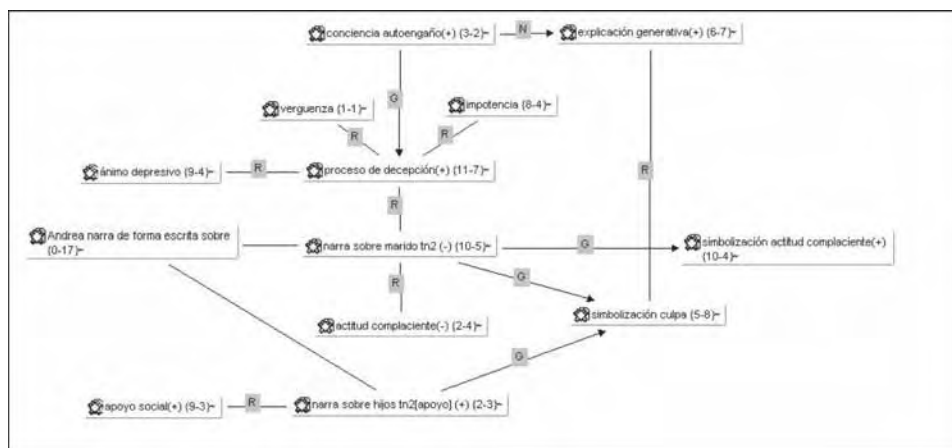 conciencia autoengaño(+) (3-2)~
N
explicación generativa(+) (6-7)~
G
verguenza (1-1)~
impotencia (8-4)~
R
R
ánimo depresivo (9-4)~
R
proceso de decepción(+) (11-7)~
R
R
Andrea narra de forma escrita sobre
(0-17)~
narra sobre marido tn2 (-) (10-5)~
G
simbolización actitud complaciente(+)
(10-4)~
R
G
actitud complaciente(-) (2-4)~
simbolización culpa (5-8)~
G
apoyo social(+) (9-3)~
R
narra sobre hijos tn2[apoyo] (+) (2-3)~